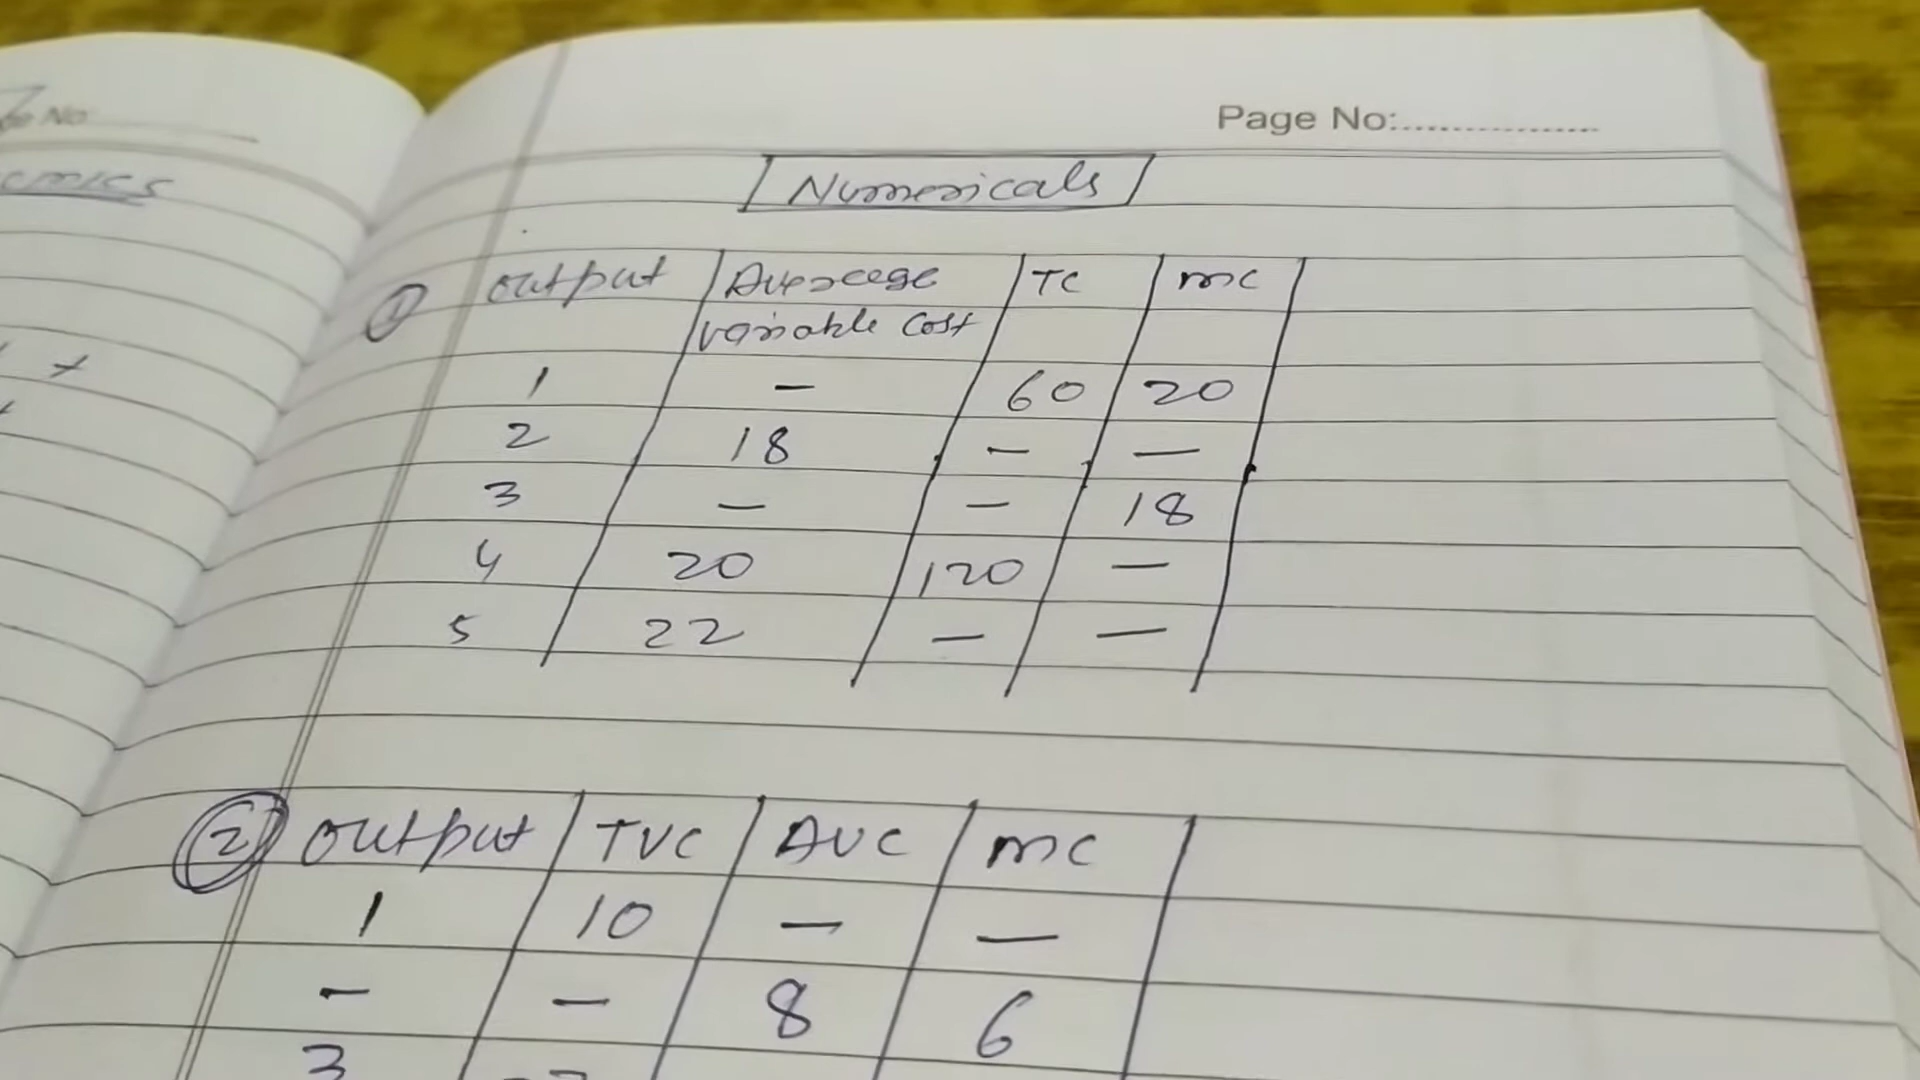 Page No:
Numericals
① output Average TC mc
variable cost
1 - 60 20
2 18 - -
3 - - 18
4 20 120 -
5 22 - -
② output TVC AVC mc
1 10 - -
- - 8 6
3